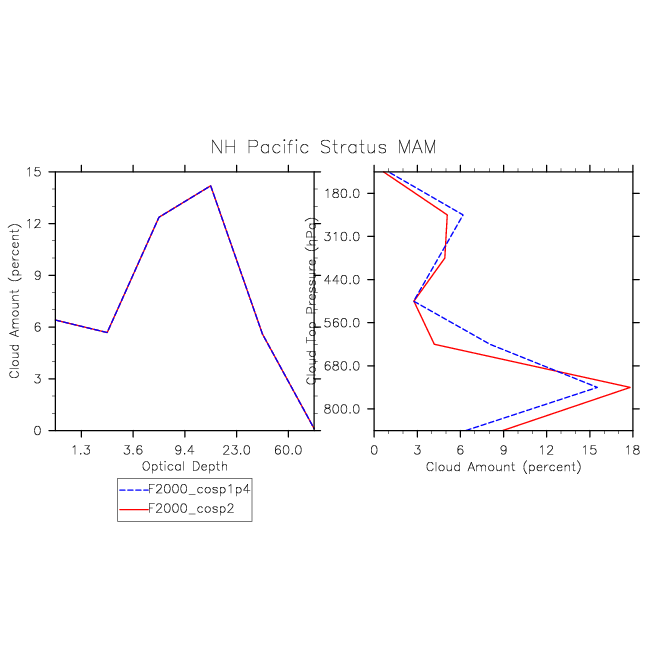 NH Pacific Stratus MAM
Cloud Amount (percent)
15
12
9
6
3
0
1.3 3.6 9.4 23.0 60.0
Optical Depth
Cloud Top Pressure (hPa)
180.0
310.0
440.0
560.0
680.0
800.0
0 3 6 9 12 15 18
Cloud Amount (percent)
F2000_cosp1p4
F2000_cosp2